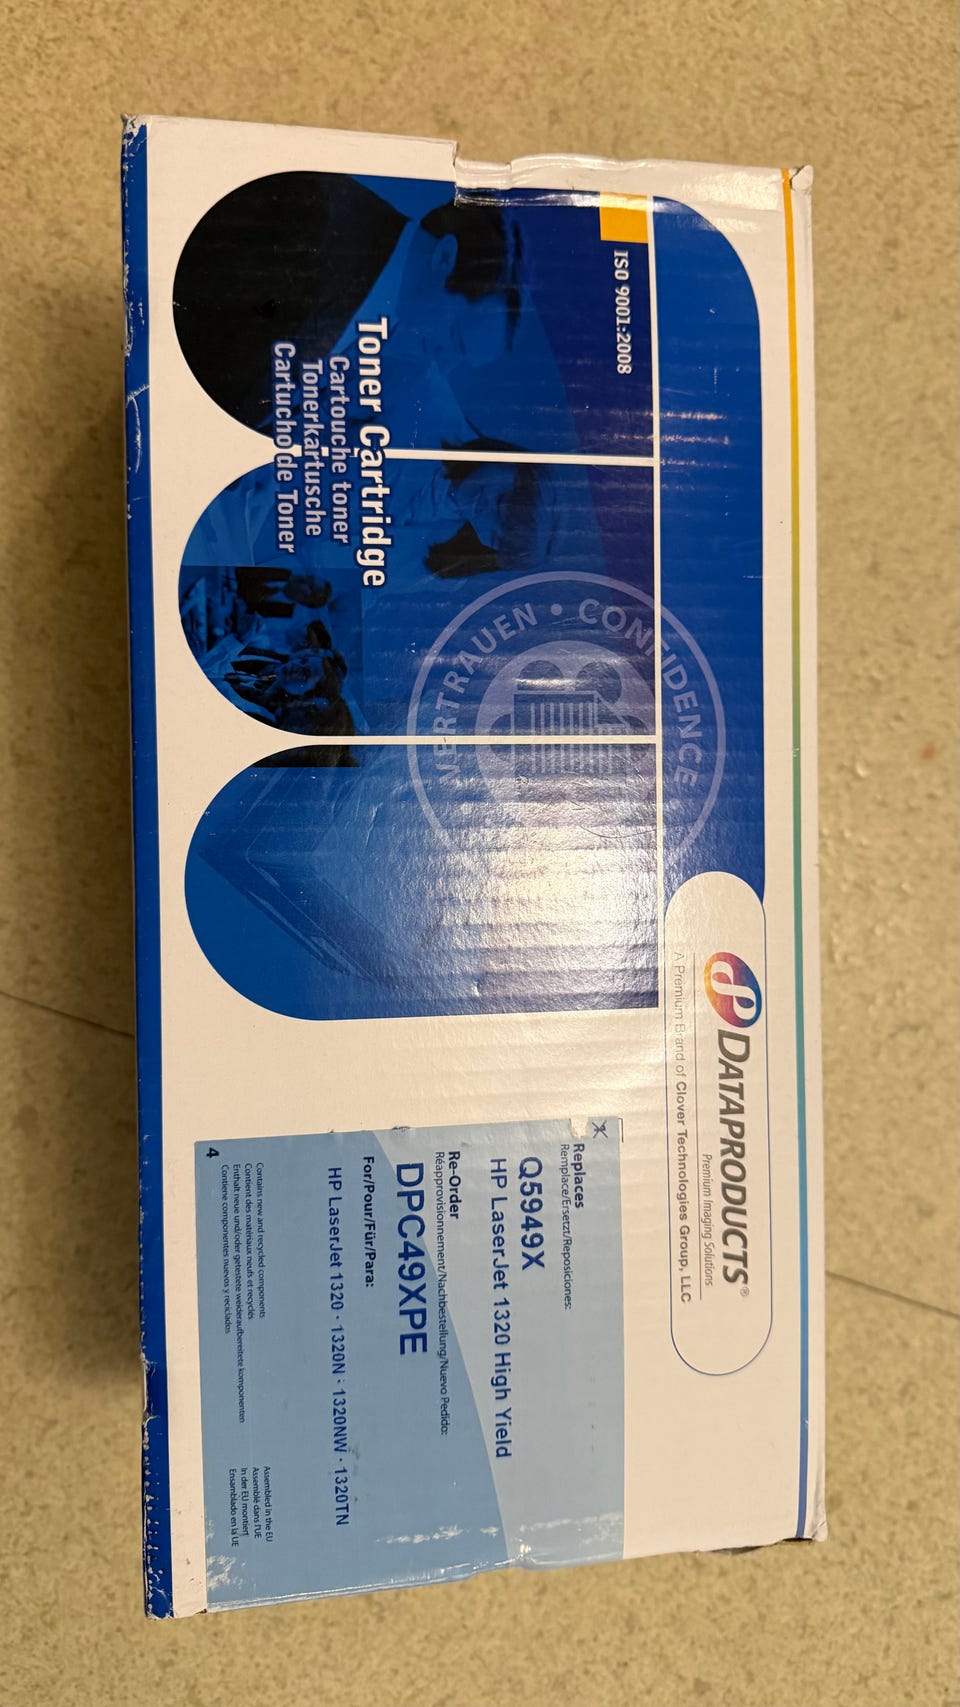 DATAPRODUCTS®
Premium Imaging Solutions
A Premium Brand of Clover Technologies Group, LLC
ISO 9001:2008
VERTRAUEN • CONFIDENCE
Toner Cartridge
Cartouche toner
Tonerkartusche
Cartucho de Toner
Replaces
Remplace/Ersetzt/Reposiciones:
Q5949X
HP LaserJet 1320 High Yield
Re-Order
Réapprovisionnement/Nachbestellung/Nuevo Pedido:
DPC49XPE
For/Pour/Für/Para:
HP LaserJet 1320 · 1320N · 1320NW · 1320TN
Contains new and recycled components
Contient des matériaux neufs et recyclés
Enthält neue und/oder getestete wiederaufbereitete komponenten
Contiene componentes nuevos y reciclados
Assembled in the EU
Assemblé dans l'UE
In der EU montiert
Ensamblado en la UE
4